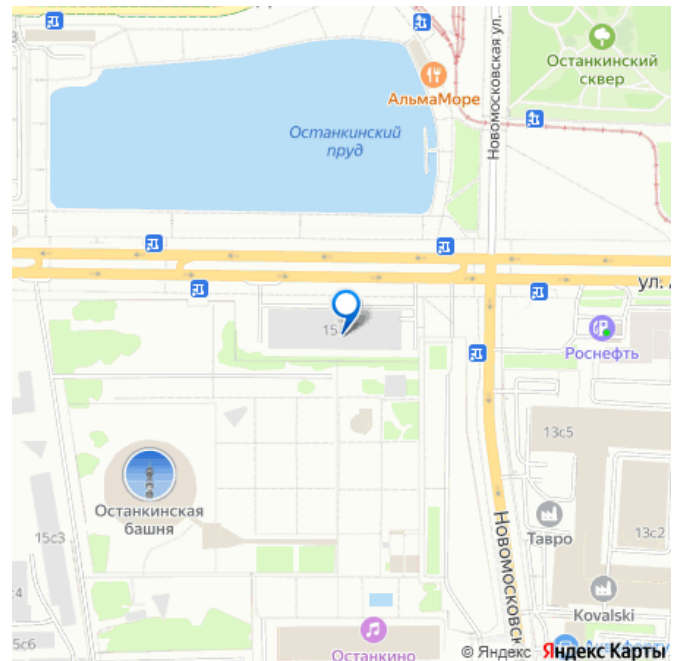 Останкинский
сквер
АльмаМоре
Новомосковская ул.
Останкинский
пруд
ул.
15
Роснефть
13с5
Останкинская
башня
15с3
Новомосковск
Тавро
13с2
4
Kovalski
15с6
Останкино
© Яндекс Яндекс Карты